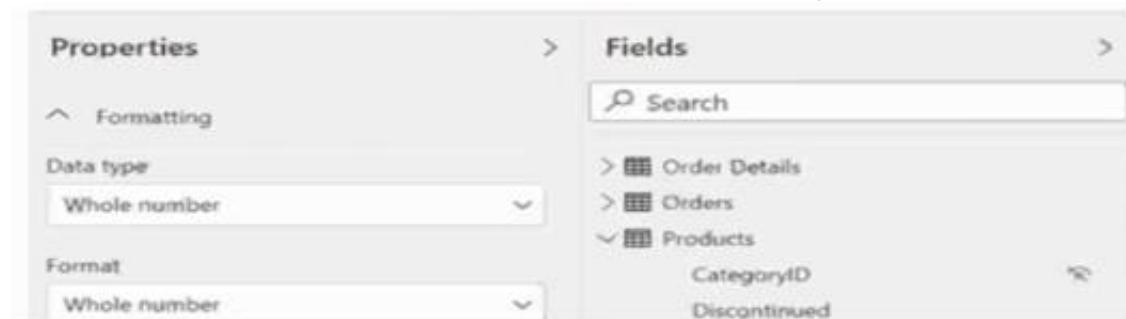 Properties
Formatting
Data type
Whole number
Format
Whole number
Fields
Search
Order Details
Orders
Products
CategoryID
Discontinued